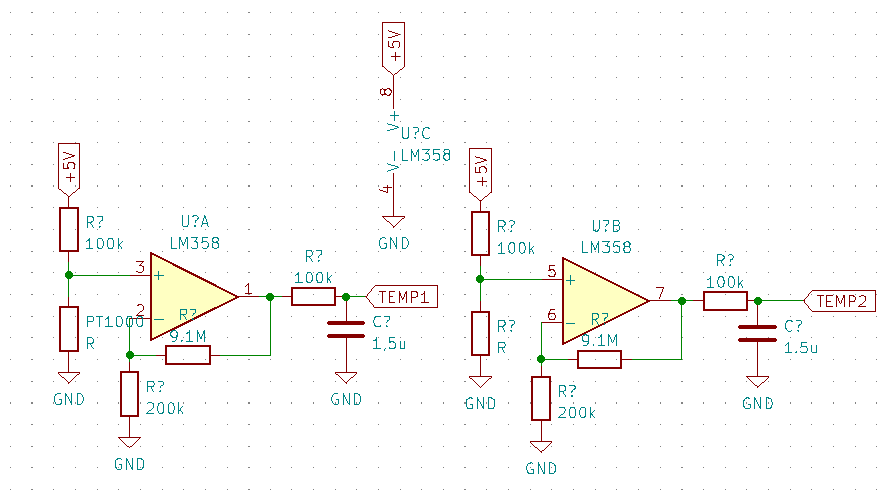 +5V
8
V+
U?C
LM358
V-
4
GND
+5V
R?
100k
U?A
LM358
3
+
2
-
1
PT1000
R
GND
R?
9.1M
R?
200k
GND
R?
100k
TEMP1
C?
1,5u
GND
+5V
R?
100k
U?B
LM358
5
+
6
-
7
R?
R
GND
R?
9.1M
R?
200k
GND
R?
100k
TEMP2
C?
1.5u
GND